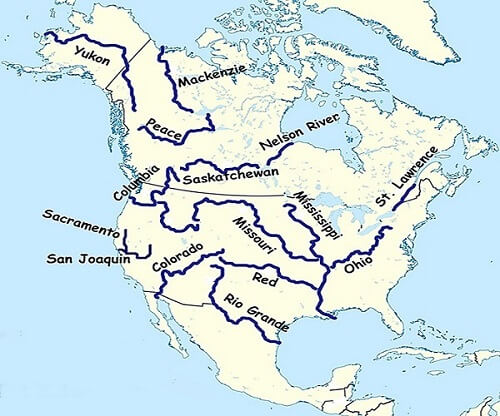 Yukon
Mackenzie
Peace
Nelson River
Saskatchewan
Columbia
St. Lawrence
Mississippi
Missouri
Sacramento
San Joaquin
Colorado
Ohio
Red
Rio Grande